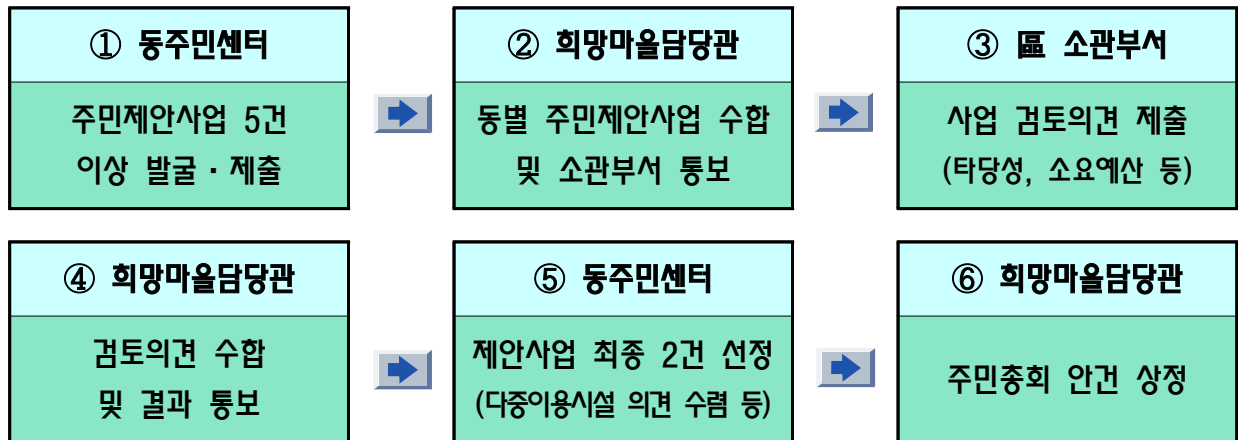 ① 동주민센터
주민제안사업 5건
이상 발굴·제출
② 희망마을담당관
동별 주민제안사업 수합
및 소관부서 통보
③ 區 소관부서
사업 검토의견 제출
(타당성, 소요예산 등)
④ 희망마을담당관
검토의견 수합
및 결과 통보
⑤ 동주민센터
제안사업 최종 2건 선정
(다중이용시설 의견 수렴 등)
⑥ 희망마을담당관
주민총회 안건 상정